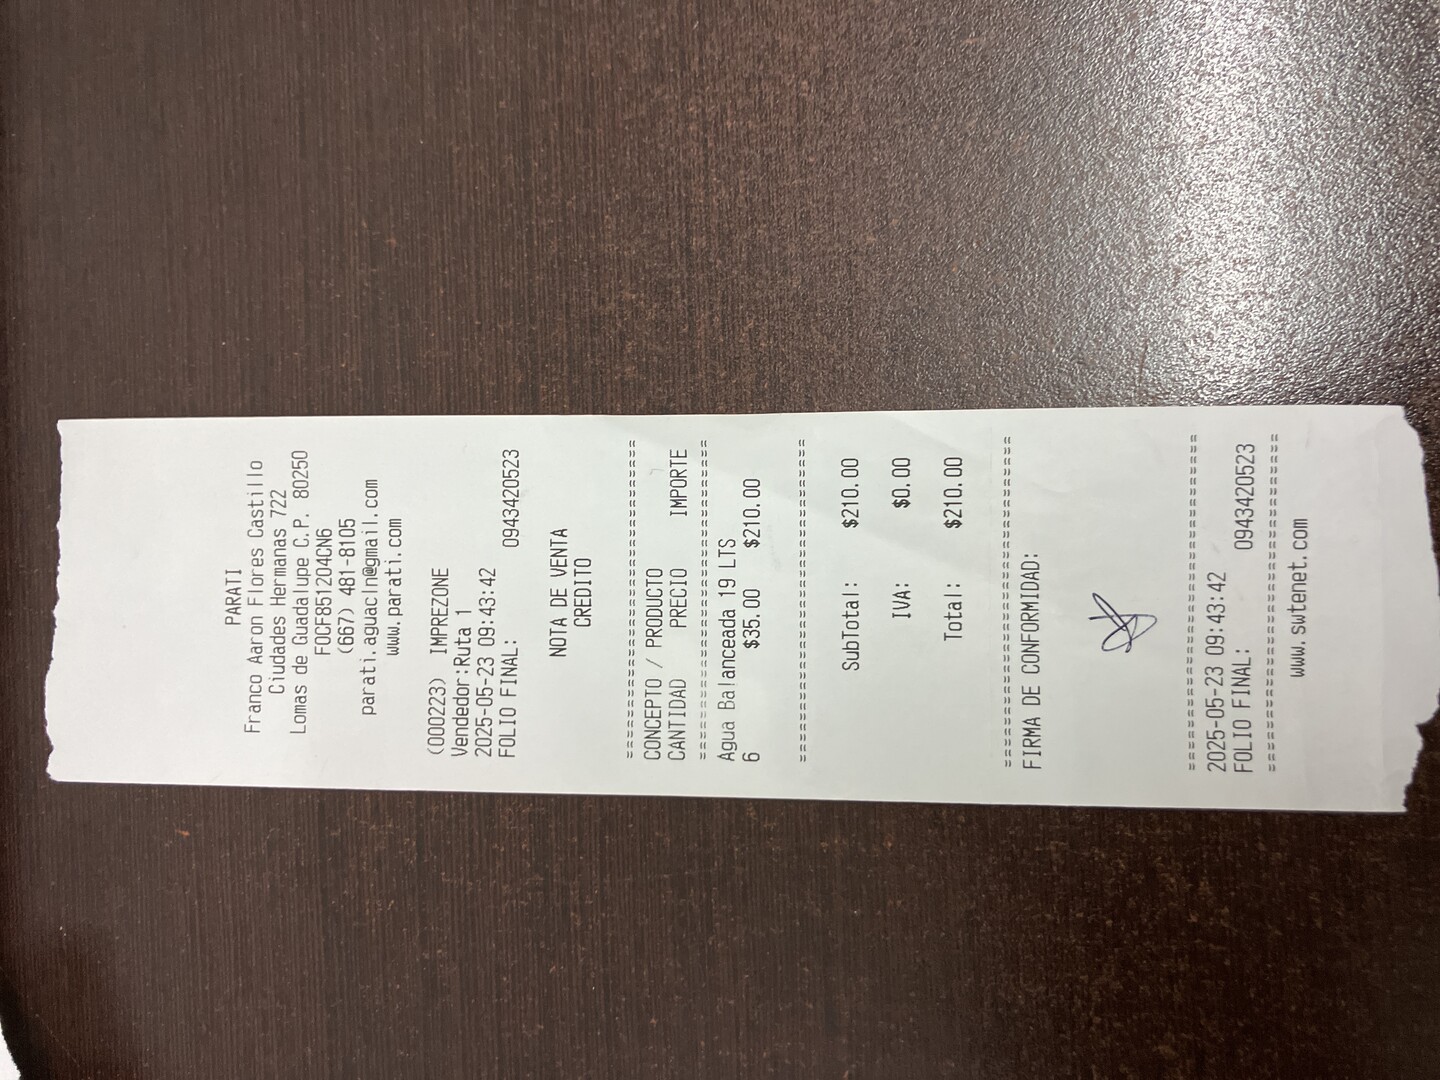 PARATI
Franco Aaron Flores Castillo
Ciudades Hermanas 722
Lomas de Guadalupe C.P. 80250
FOCF851204CN6
(667) 481-8105
parati.aguacln@gmail.com
www.parati.com
(000223) IMPREZONE
Vendedor:Ruta 1
2025-05-23 09:43:42
FOLIO FINAL: 0943420523
NOTA DE VENTA
CREDITO
================================
CONCEPTO / PRODUCTO
CANTIDAD PRECIO IMPORTE
================================
Agua Balanceada 19 LTS
6 $35.00 $210.00
================================
SubTotal: $210.00
IVA: $0.00
Total: $210.00
================================
FIRMA DE CONFORMIDAD:
================================
2025-05-23 09:43:42
FOLIO FINAL: 0943420523
================================
www.swtenet.com